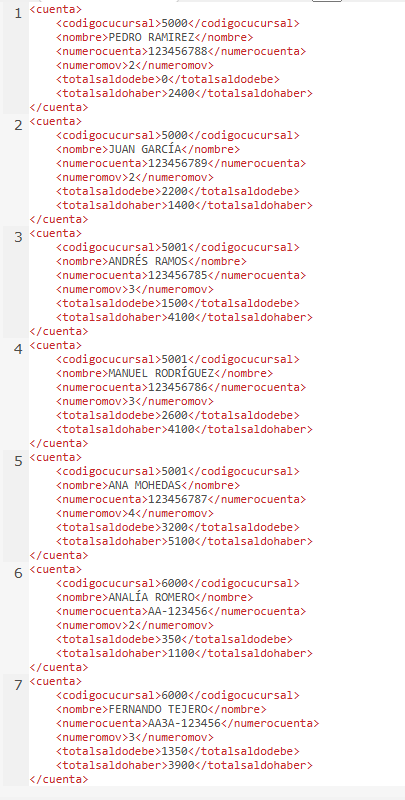 1 <cuenta>
<codigocucursal>5000</codigocucursal>
<nombre>PEDRO RAMIREZ</nombre>
<numerocuenta>123456788</numerocuenta>
<numeromov>2</numeromov>
<totalsaldodebe>0</totalsaldodebe>
<totalsaldohaber>2400</totalsaldohaber>
</cuenta>
2 <cuenta>
<codigocucursal>5000</codigocucursal>
<nombre>JUAN GARCÍA</nombre>
<numerocuenta>123456789</numerocuenta>
<numeromov>2</numeromov>
<totalsaldodebe>2200</totalsaldodebe>
<totalsaldohaber>1400</totalsaldohaber>
</cuenta>
3 <cuenta>
<codigocucursal>5001</codigocucursal>
<nombre>ANDRÉS RAMOS</nombre>
<numerocuenta>123456785</numerocuenta>
<numeromov>3</numeromov>
<totalsaldodebe>1500</totalsaldodebe>
<totalsaldohaber>4100</totalsaldohaber>
</cuenta>
4 <cuenta>
<codigocucursal>5001</codigocucursal>
<nombre>MANUEL RODRÍGUEZ</nombre>
<numerocuenta>123456786</numerocuenta>
<numeromov>3</numeromov>
<totalsaldodebe>2600</totalsaldodebe>
<totalsaldohaber>4100</totalsaldohaber>
</cuenta>
5 <cuenta>
<codigocucursal>5001</codigocucursal>
<nombre>ANA MOHEDAS</nombre>
<numerocuenta>123456787</numerocuenta>
<numeromov>4</numeromov>
<totalsaldodebe>3200</totalsaldodebe>
<totalsaldohaber>5100</totalsaldohaber>
</cuenta>
6 <cuenta>
<codigocucursal>6000</codigocucursal>
<nombre>ANALÍA ROMERO</nombre>
<numerocuenta>AA-123456</numerocuenta>
<numeromov>2</numeromov>
<totalsaldodebe>350</totalsaldodebe>
<totalsaldohaber>1100</totalsaldohaber>
</cuenta>
7 <cuenta>
<codigocucursal>6000</codigocucursal>
<nombre>FERNANDO TEJERO</nombre>
<numerocuenta>AA3A-123456</numerocuenta>
<numeromov>3</numeromov>
<totalsaldodebe>1350</totalsaldodebe>
<totalsaldohaber>3900</totalsaldohaber>
</cuenta>